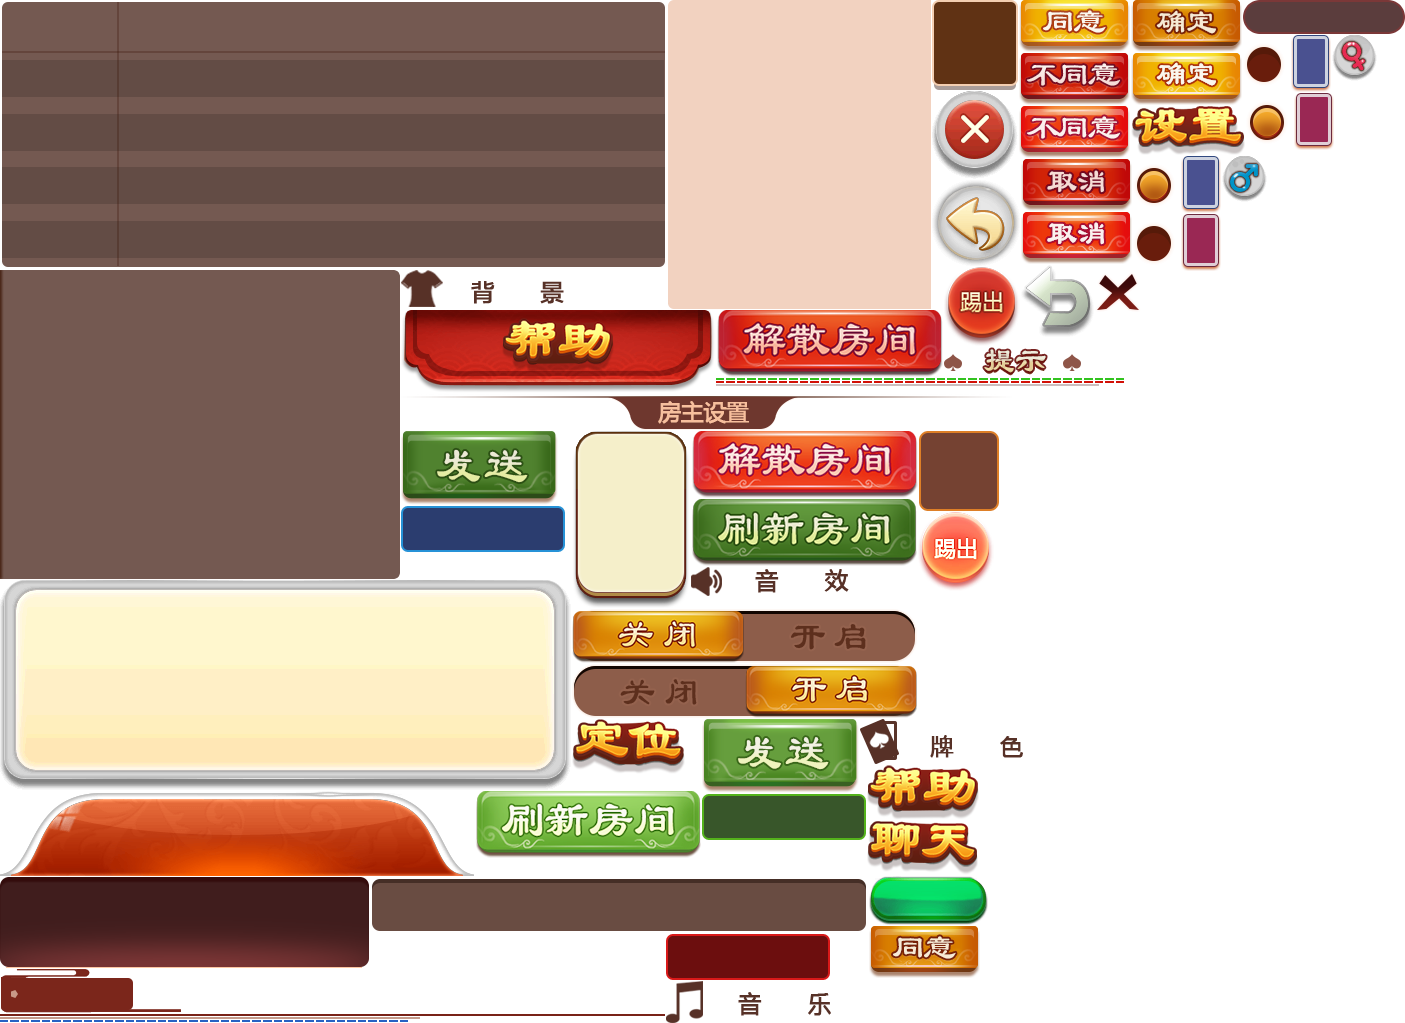 同意
确定
不同意
确定
不同意
设置
取消
取消
踢出
背 景
帮助
解散房间
提示
房主设置
发送
解散房间
刷新房间
踢出
音 效
关闭 开启
关闭 开启
定位
发送
牌 色
帮助
刷新房间
聊天
同意
音 乐